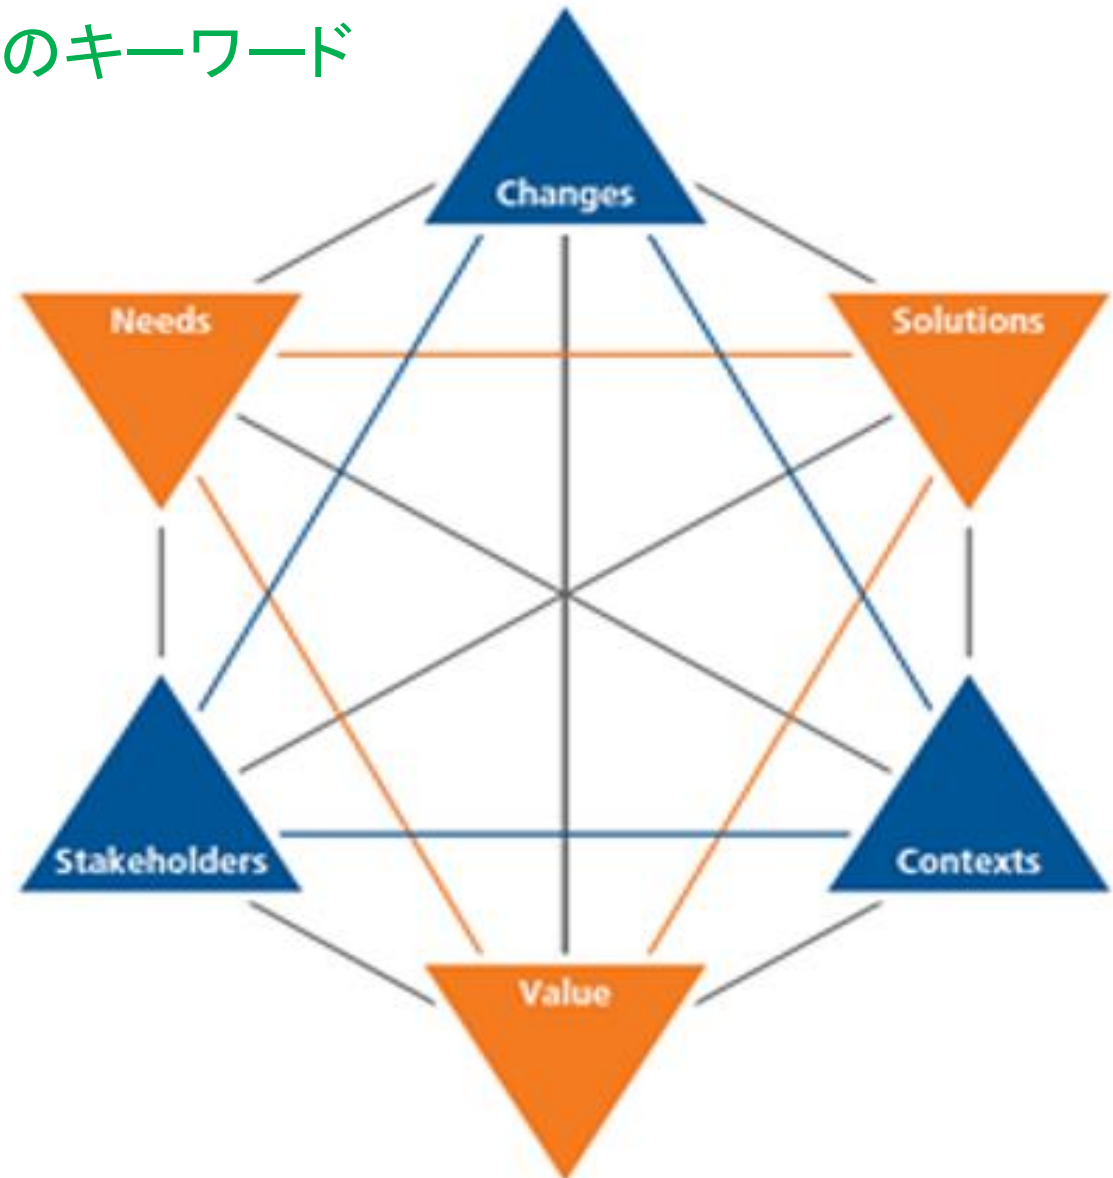 のキーワード
Changes
Needs
Solutions
Stakeholders
Contexts
Value